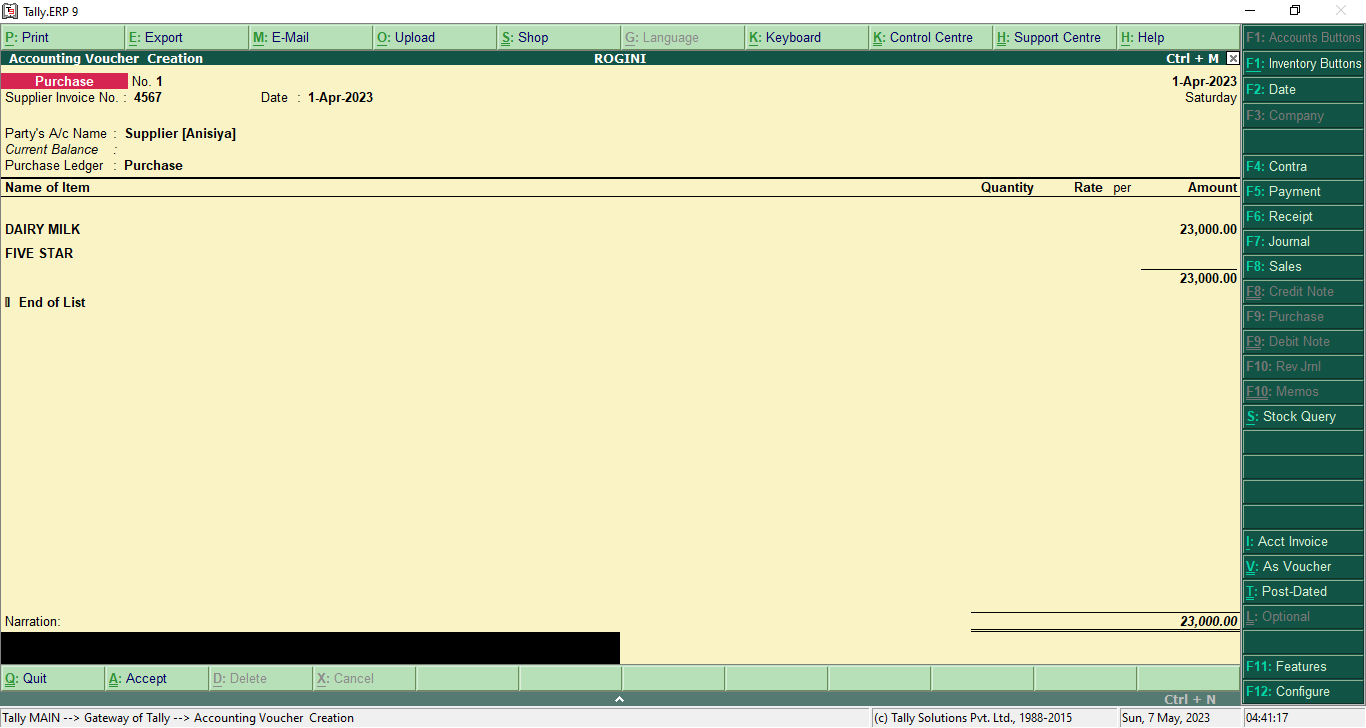 Tally.ERP 9
P: Print E: Export M: E-Mail O: Upload S: Shop G: Language K: Keyboard K: Control Centre H: Support Centre H: Help
Accounting Voucher Creation ROGINI Ctrl + M
Purchase No. 1 1-Apr-2023
Supplier Invoice No. : 4567 Date : 1-Apr-2023 Saturday
Party's A/c Name : Supplier [Anisiya]
Current Balance :
Purchase Ledger : Purchase
Name of Item Quantity Rate per Amount
DAIRY MILK 23,000.00
FIVE STAR
23,000.00
End of List
Narration: 23,000.00
Q: Quit A: Accept D: Delete X: Cancel
Ctrl + N
F1: Accounts Buttons
F1: Inventory Buttons
F2: Date
F3: Company
F4: Contra
F5: Payment
F6: Receipt
F7: Journal
F8: Sales
F8: Credit Note
F9: Purchase
F9: Debit Note
F10: Rev Jrnl
F10: Memos
S: Stock Query
I: Acct Invoice
V: As Voucher
T: Post-Dated
L: Optional
F11: Features
F12: Configure
Tally MAIN --> Gateway of Tally --> Accounting Voucher Creation (c) Tally Solutions Pvt. Ltd., 1988-2015 Sun, 7 May, 2023 04:41:17